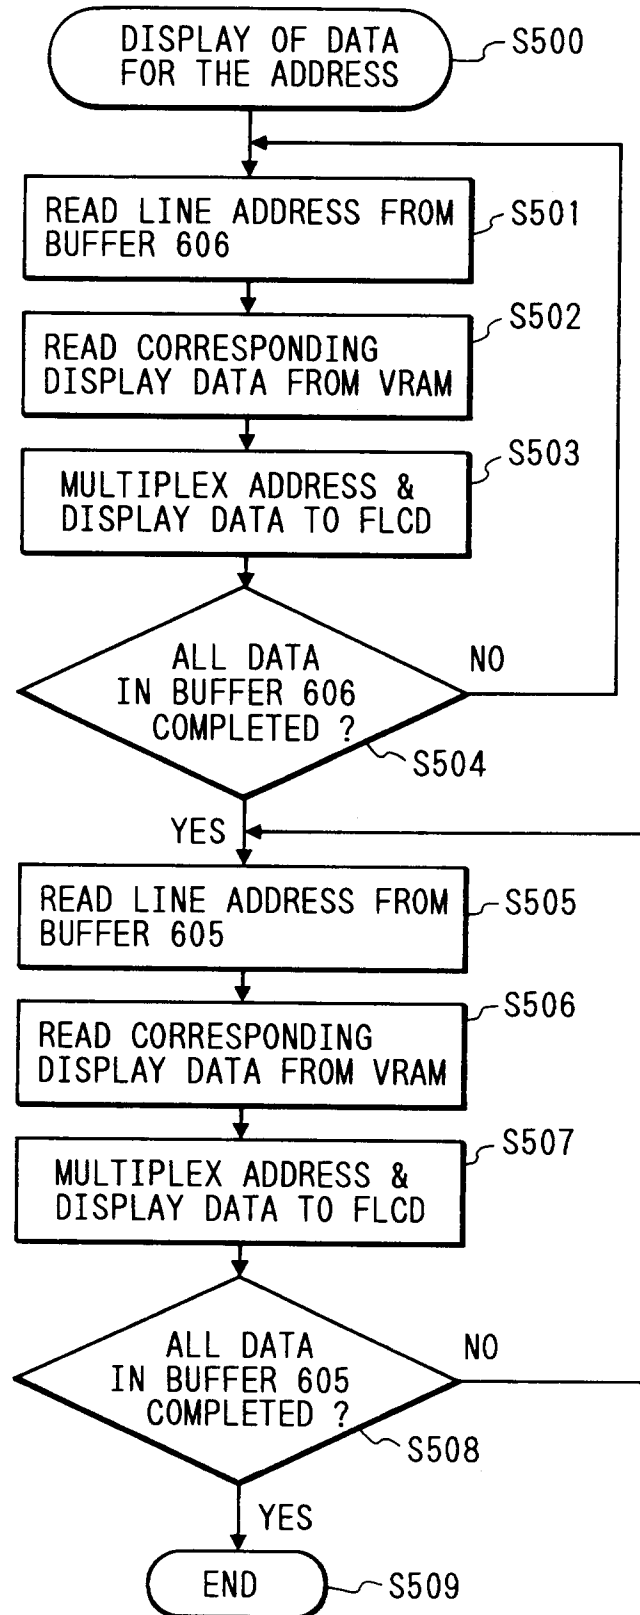 DISPLAY OF DATA
FOR THE ADDRESS
S500
READ LINE ADDRESS FROM
BUFFER 606
S501
READ CORRESPONDING
DISPLAY DATA FROM VRAM
S502
MULTIPLEX ADDRESS &
DISPLAY DATA TO FLCD
S503
ALL DATA
IN BUFFER 606
COMPLETED ?
NO
S504
YES
READ LINE ADDRESS FROM
BUFFER 605
S505
READ CORRESPONDING
DISPLAY DATA FROM VRAM
S506
MULTIPLEX ADDRESS &
DISPLAY DATA TO FLCD
S507
ALL DATA
IN BUFFER 605
COMPLETED ?
NO
S508
YES
END
S509